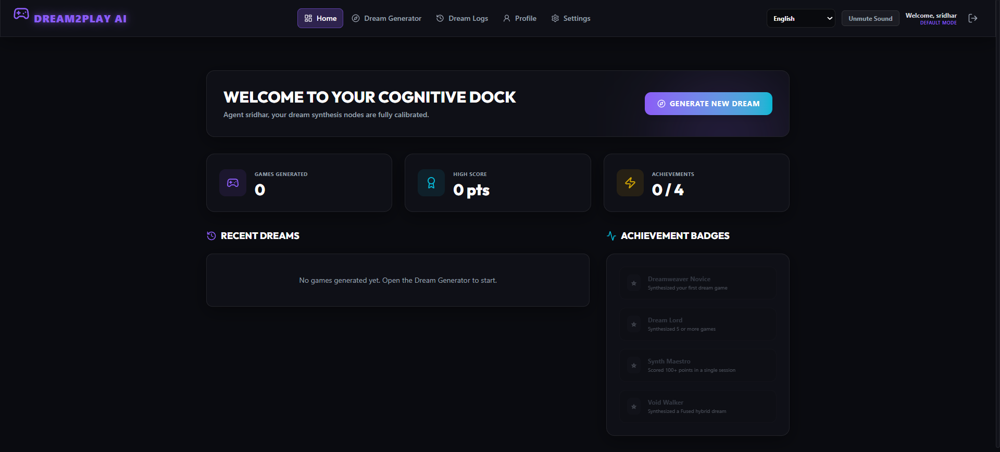 DREAM2PLAY AI
Home
Dream Generator
Dream Logs
Profile
Settings
English
Unmute Sound
Welcome, sridhar
DEFAULT MODE
WELCOME TO YOUR COGNITIVE DOCK
Agent sridhar, your dream synthesis nodes are fully calibrated.
GENERATE NEW DREAM
GAMES GENERATED
0
HIGH SCORE
0 pts
ACHIEVEMENTS
0 / 4
RECENT DREAMS
No games generated yet. Open the Dream Generator to start.
ACHIEVEMENT BADGES
Dreamweaver Novice
Synthesized your first dream game
Dream Lord
Synthesized 5 or more games
Synth Maestro
Scored 100+ points in a single session
Void Walker
Synthesized a Fused hybrid dream